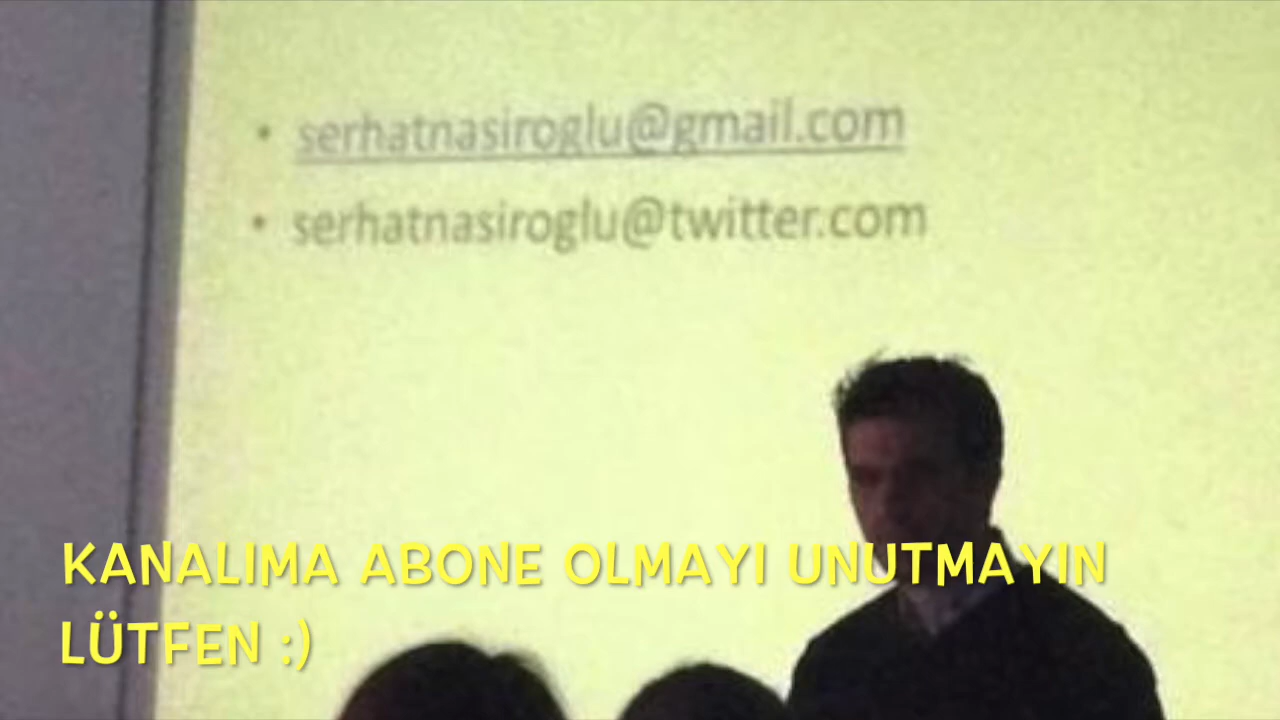 • serhatnasiroglu@gmail.com
• serhatnasiroglu@twitter.com
KANALIMA ABONE OLMAYI UNUTMAYIN
LÜTFEN :)